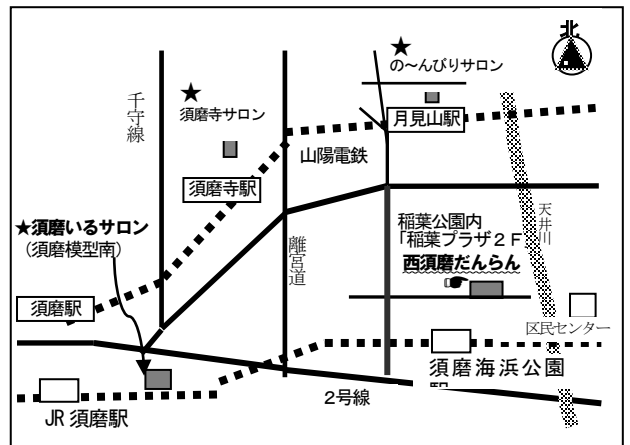 北
★
の～んびりサロン
千守線
★
須磨寺サロン
月見山駅
山陽電鉄
須磨寺駅
★須磨いるサロン
(須磨模型南)
稲葉公園内
「稲葉プラザ２Ｆ
西須磨だんらん
天井川
離宮道
須磨駅
区民センター
須磨海浜公園
駅
2号線
JR 須磨駅